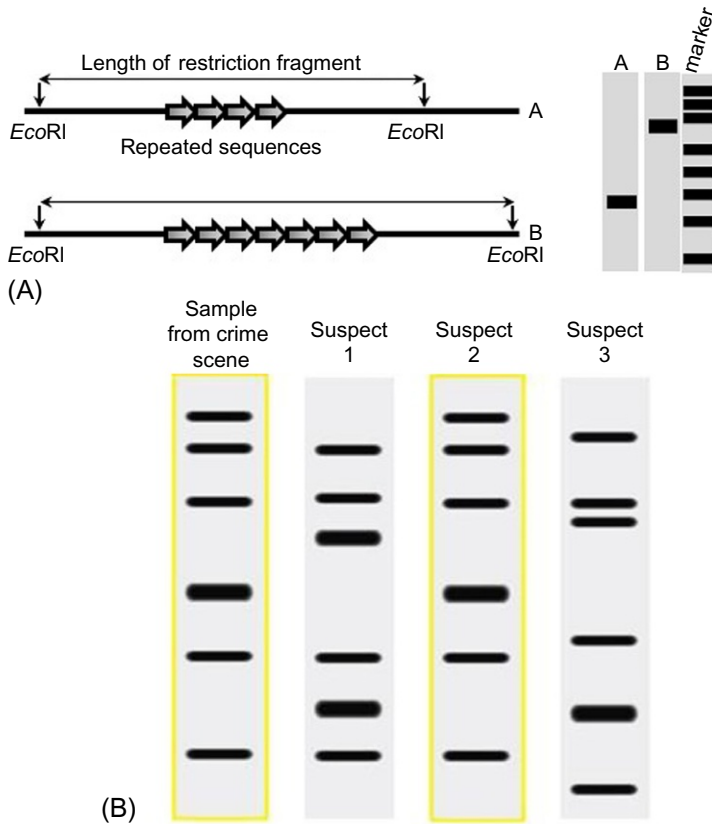 Length of restriction fragment
A
EcoRI
EcoRI
Repeated sequences
B
EcoRI
EcoRI
(A)
A
B
marker
Sample
from crime
scene
Suspect
1
Suspect
2
Suspect
3
(B)